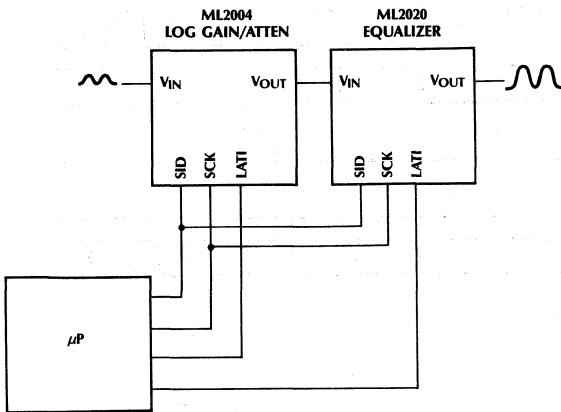 ML2004
LOG GAIN/ATTEN
ML2020
EQUALIZER
VIN
VOUT
VIN
VOUT
SID
SCK
LATI
SID
SCK
LATI
μP